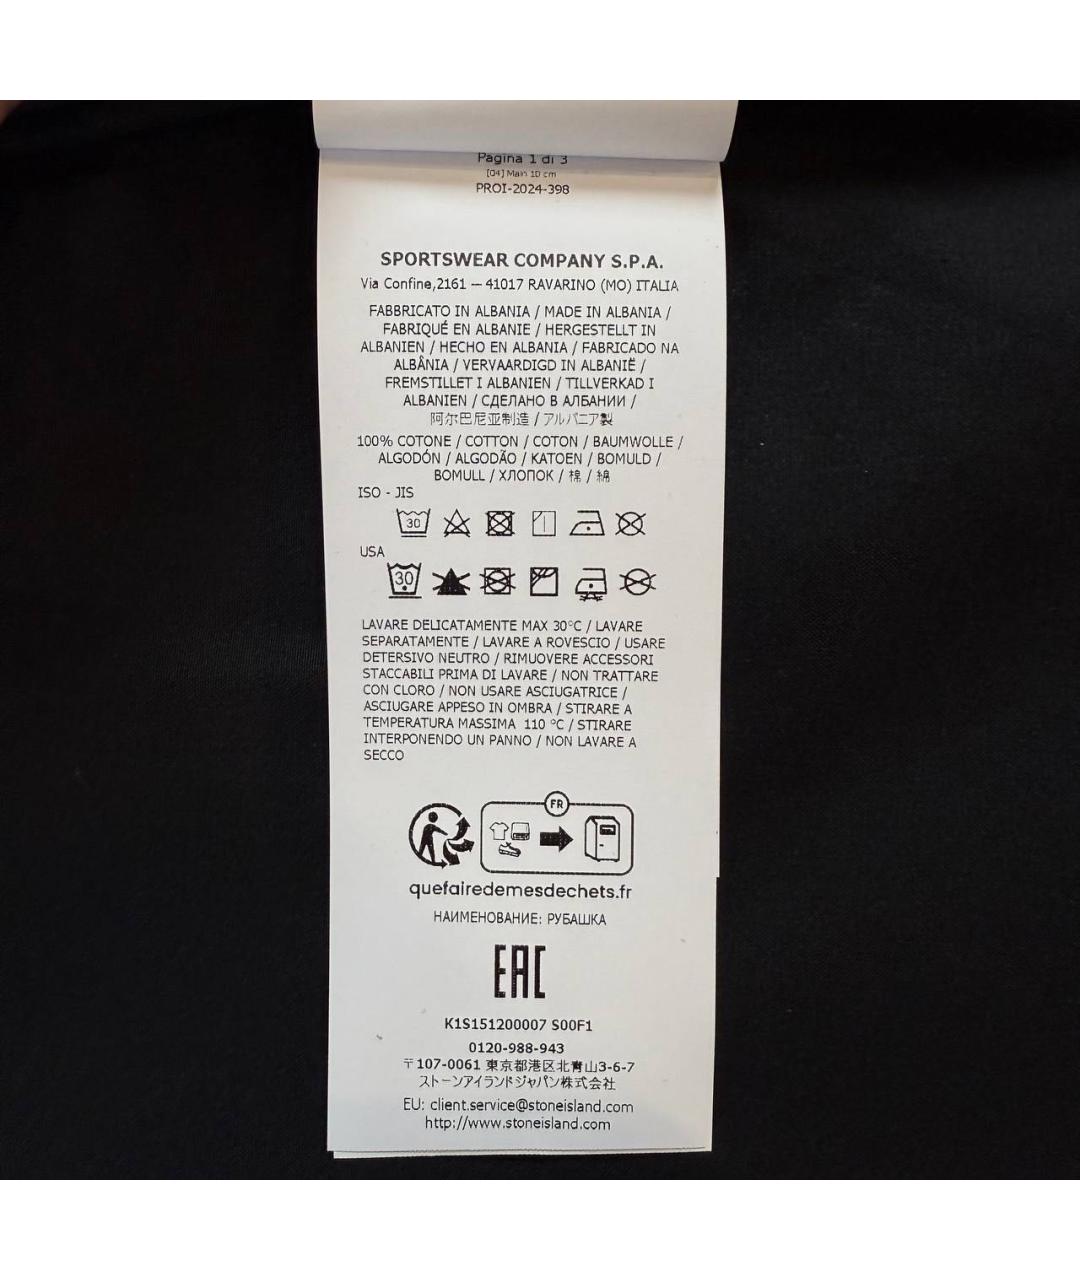 Pagina 1 di 3
[04] Main 10 cm
PROI-2024-398
SPORTSWEAR COMPANY S.P.A.
Via Confine,2161 – 41017 RAVARINO (MO) ITALIA
FABBRICATO IN ALBANIA / MADE IN ALBANIA /
FABRIQUÉ EN ALBANIE / HERGESTELLT IN
ALBANIEN / HECHO EN ALBANIA / FABRICADO NA
ALBÂNIA / VERVAARDIGD IN ALBANIË /
FREMSTILLET I ALBANIEN / TILLVERKAD I
ALBANIEN / СДЕЛАНО В АЛБАНИИ /
阿尔巴尼亚制造 / アルバニア製
100% COTONE / COTTON / COTON / BAUMWOLLE /
ALGODÓN / ALGODÃO / KATOEN / BOMULD /
BOMULL / ХЛОПОК / 棉 / 綿
ISO - JIS
30
USA
30
LAVARE DELICATAMENTE MAX 30°C / LAVARE
SEPARATAMENTE / LAVARE A ROVESCIO / USARE
DETERSIVO NEUTRO / RIMUOVERE ACCESSORI
STACCABILI PRIMA DI LAVARE / NON TRATTARE
CON CLORO / NON USARE ASCIUGATRICE /
ASCIUGARE APPESO IN OMBRA / STIRARE A
TEMPERATURA MASSIMA 110 °C / STIRARE
INTERPONENDO UN PANNO / NON LAVARE A
SECCO
FR
quefairedemesdechets.fr
НАИМЕНОВАНИЕ: РУБАШКА
EAC
K1S151200007 S00F1
0120-988-943
〒107-0061 東京都港区北青山3-6-7
ストーンアイランドジャパン株式会社
EU: client.service@stoneisland.com
http://www.stoneisland.com